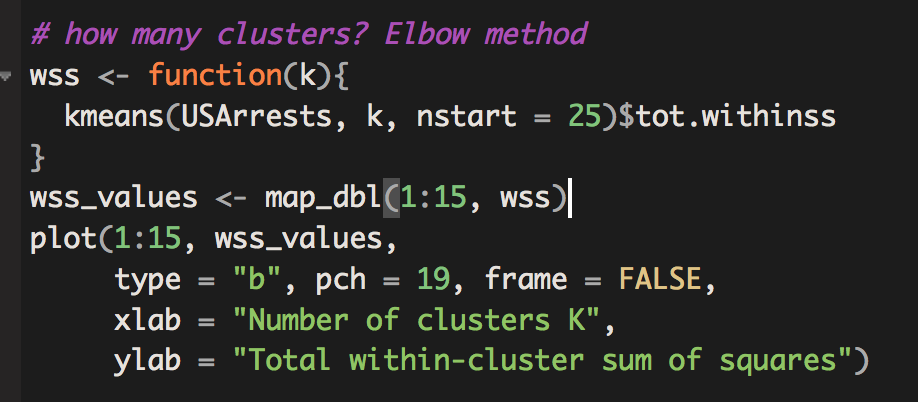 # how many clusters? Elbow method
wss <- function(k){
  kmeans(USArrests, k, nstart = 25)$tot.withinss
}
wss_values <- map_dbl(1:15, wss)
plot(1:15, wss_values,
     type = "b", pch = 19, frame = FALSE,
     xlab = "Number of clusters K",
     ylab = "Total within-cluster sum of squares")